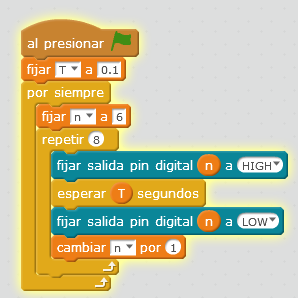 al presionar
fijar T a 0.1
por siempre
fijar n a 6
repetir 8
fijar salida pin digital n a HIGH
esperar T segundos
fijar salida pin digital n a LOW
cambiar n por 1